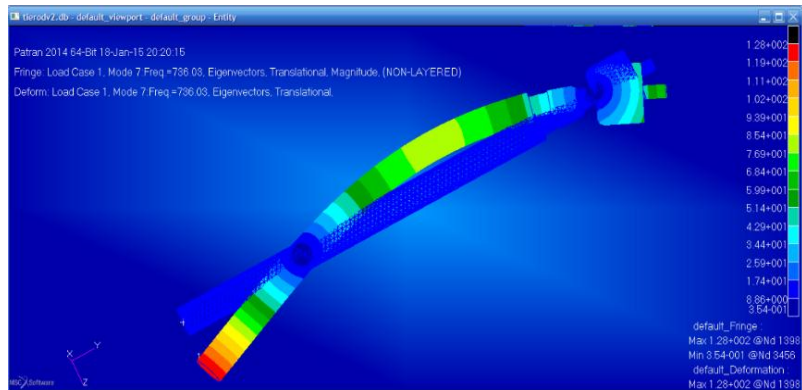 tierodv2.db - default_viewport - default_group - Entity
Patran 2014 64-Bit 18-Jan-15 20:20:15
Fringe: Load Case 1, Mode 7:Freq.=736.03, Eigenvectors, Translational, Magnitude, (NON-LAYERED)
Deform: Load Case 1, Mode 7:Freq.=736.03, Eigenvectors, Translational,
1.28+002
1.19+002
1.11+002
1.02+002
9.39+001
8.54+001
7.69+001
6.84+001
5.99+001
5.14+001
4.29+001
3.44+001
2.59+001
1.74+001
8.86+000
3.54-001
default_Fringe :
Max 1.28+002 @Nd 1398
Min 3.54-001 @Nd 3456
default_Deformation :
Max 1.28+002 @Nd 1398
X
Y
Z
MSC Software